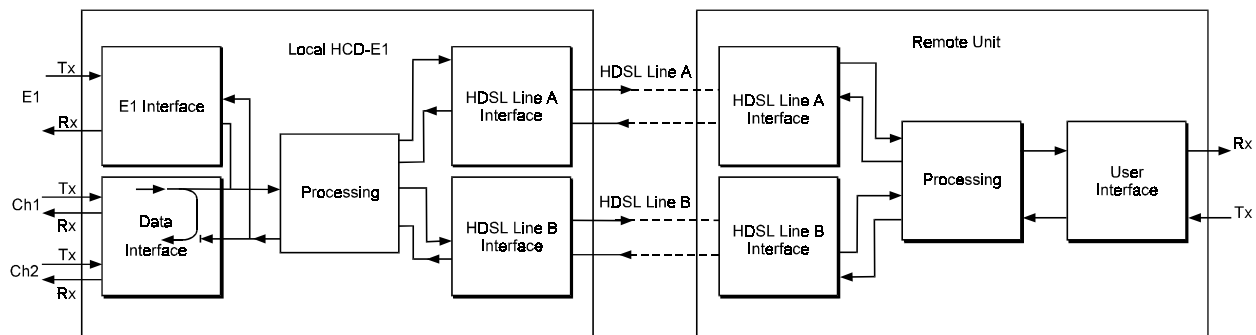 Local HCD-E1
Remote Unit
Tx
E1
Rx
E1 Interface
HDSL Line A
Interface
HDSL Line A
HDSL Line A
Interface
Rx
Tx
Ch1
Rx
Tx
Ch2
Rx
Data
Interface
Processing
HDSL Line B
Interface
HDSL Line B
HDSL Line B
Interface
Processing
User
Interface
Tx